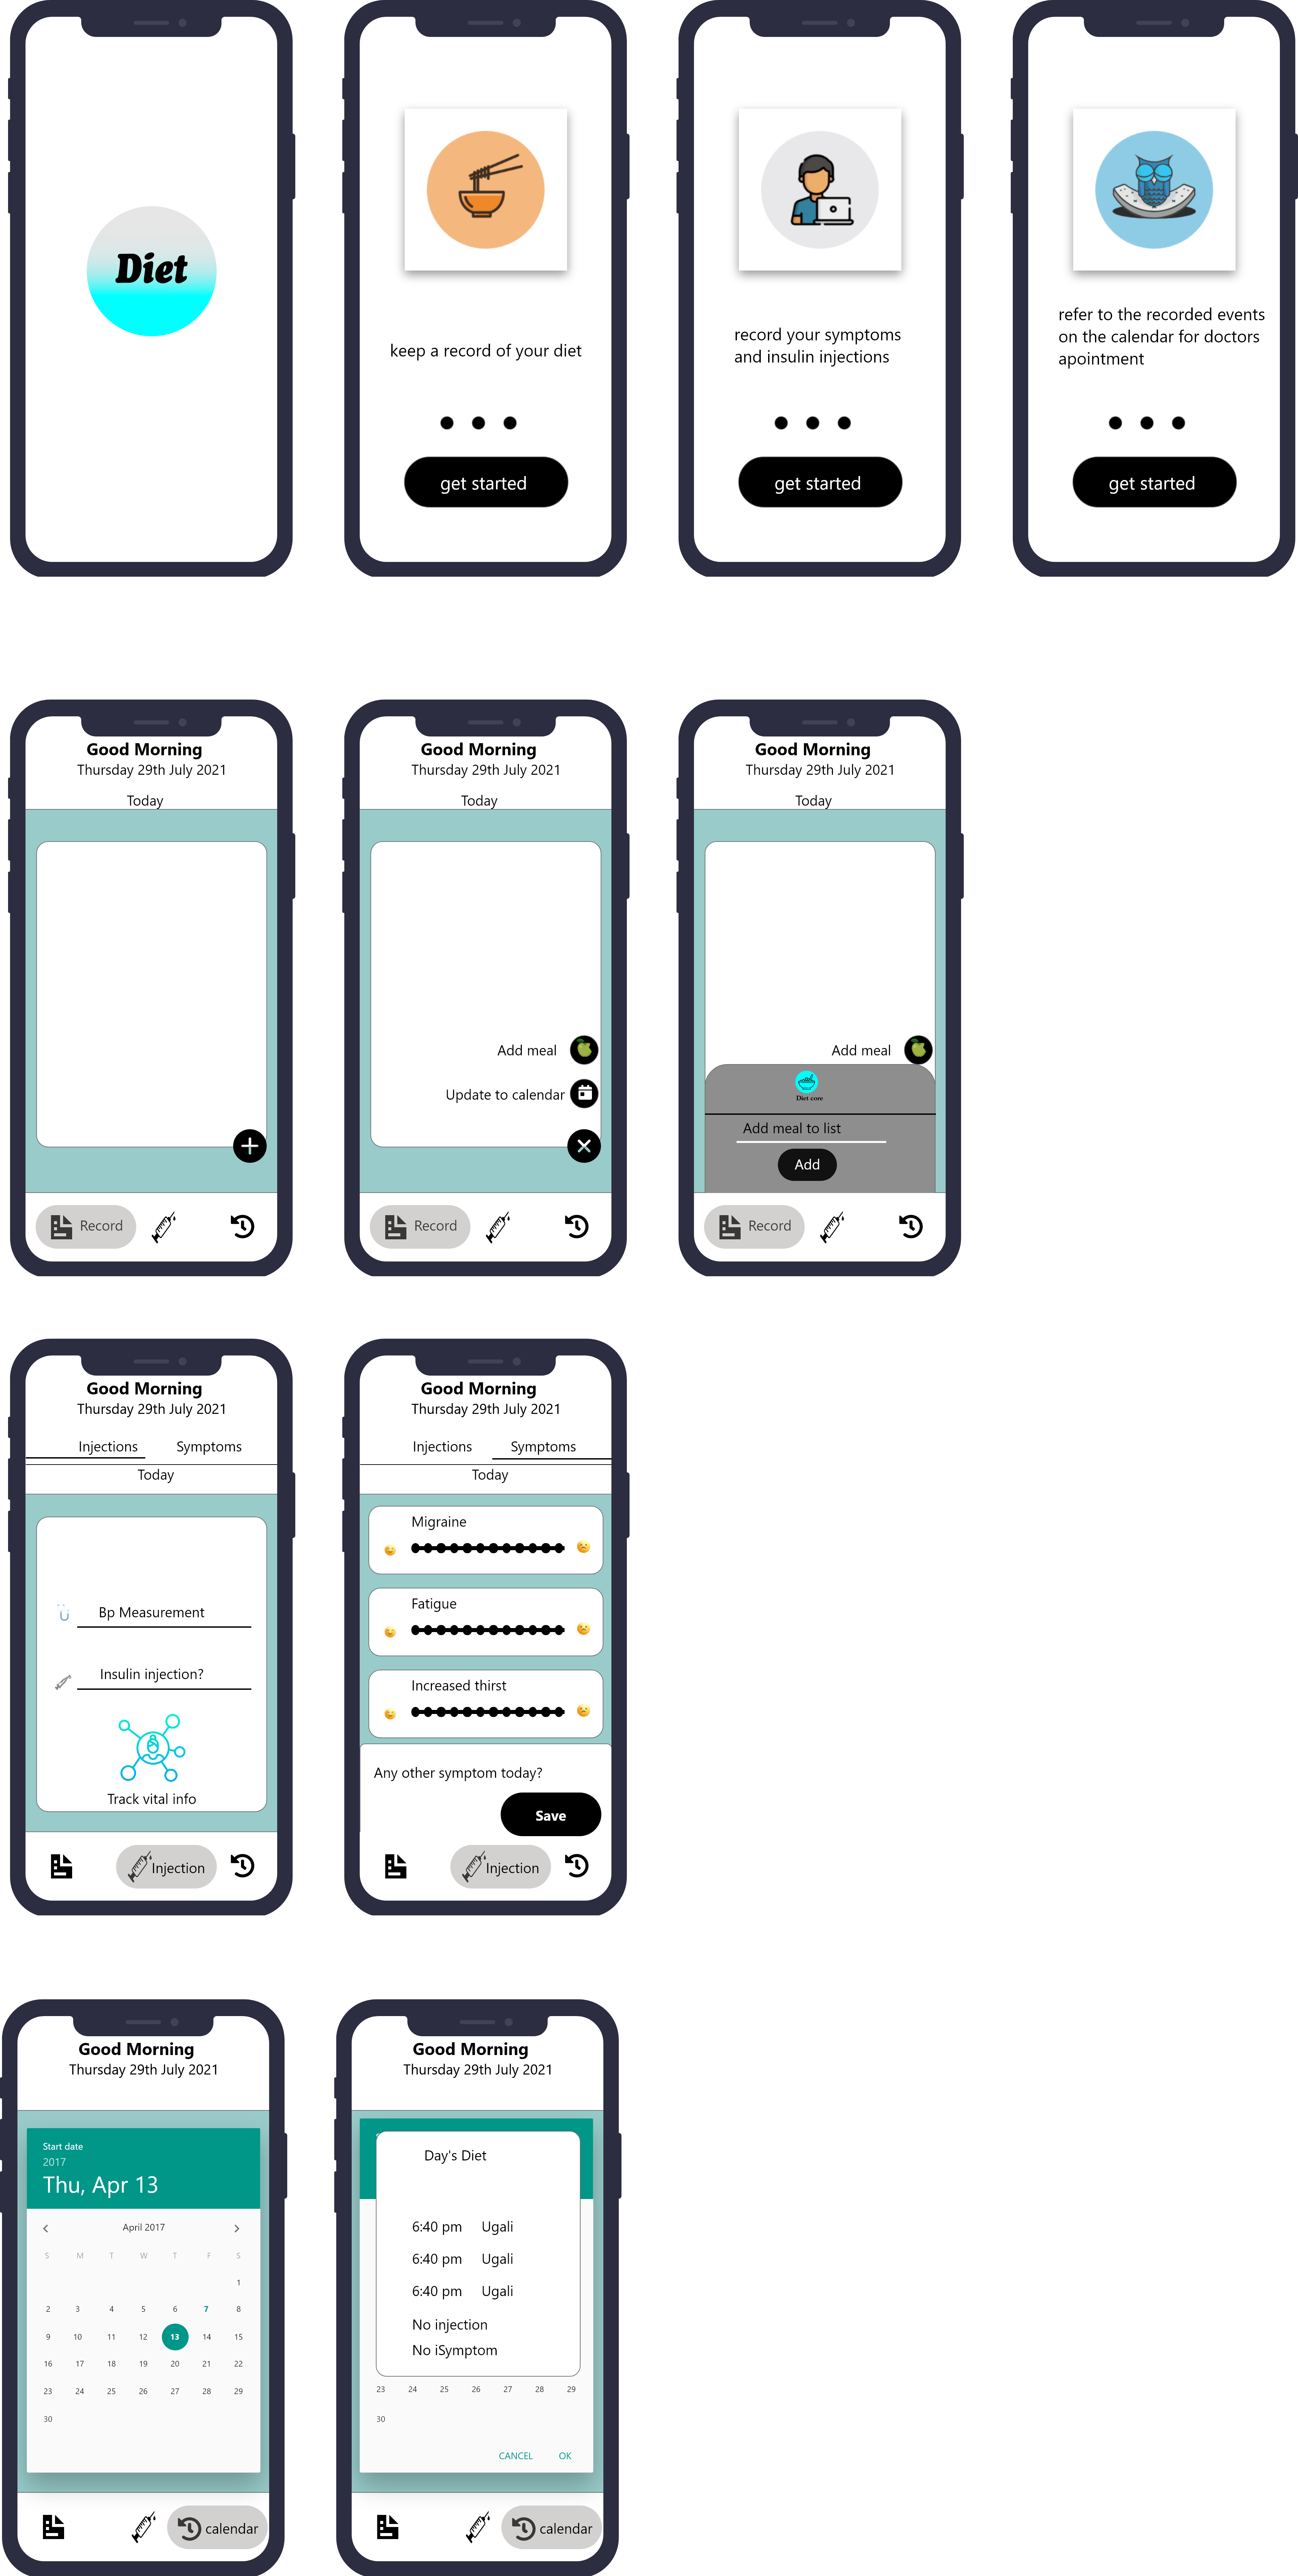 Diet
keep a record of your diet
get started
record your symptoms
and insulin injections
get started
refer to the recorded events
on the calendar for doctors
apointment
get started
Good Morning
Thursday 29th July 2021
Today
Record
Good Morning
Thursday 29th July 2021
Today
Add meal
Update to calendar
Record
Good Morning
Thursday 29th July 2021
Today
Add meal
Diet core
Add meal to list
Add
Record
Good Morning
Thursday 29th July 2021
Injections Symptoms
Today
Bp Measurement
Insulin injection?
Track vital info
Injection
Good Morning
Thursday 29th July 2021
Injections Symptoms
Today
Migraine
Fatigue
Increased thirst
Any other symptom today?
Save
Injection
Good Morning
Thursday 29th July 2021
Start date
2017
Thu, Apr 13
April 2017
S M T W T F S
1
2 3 4 5 6 7 8
9 10 11 12 13 14 15
16 17 18 19 20 21 22
23 24 25 26 27 28 29
30
calendar
Good Morning
Thursday 29th July 2021
Day's Diet
6:40 pm Ugali
6:40 pm Ugali
6:40 pm Ugali
No injection
No iSymptom
23 24 25 26 27 28 29
30
CANCEL OK
calendar